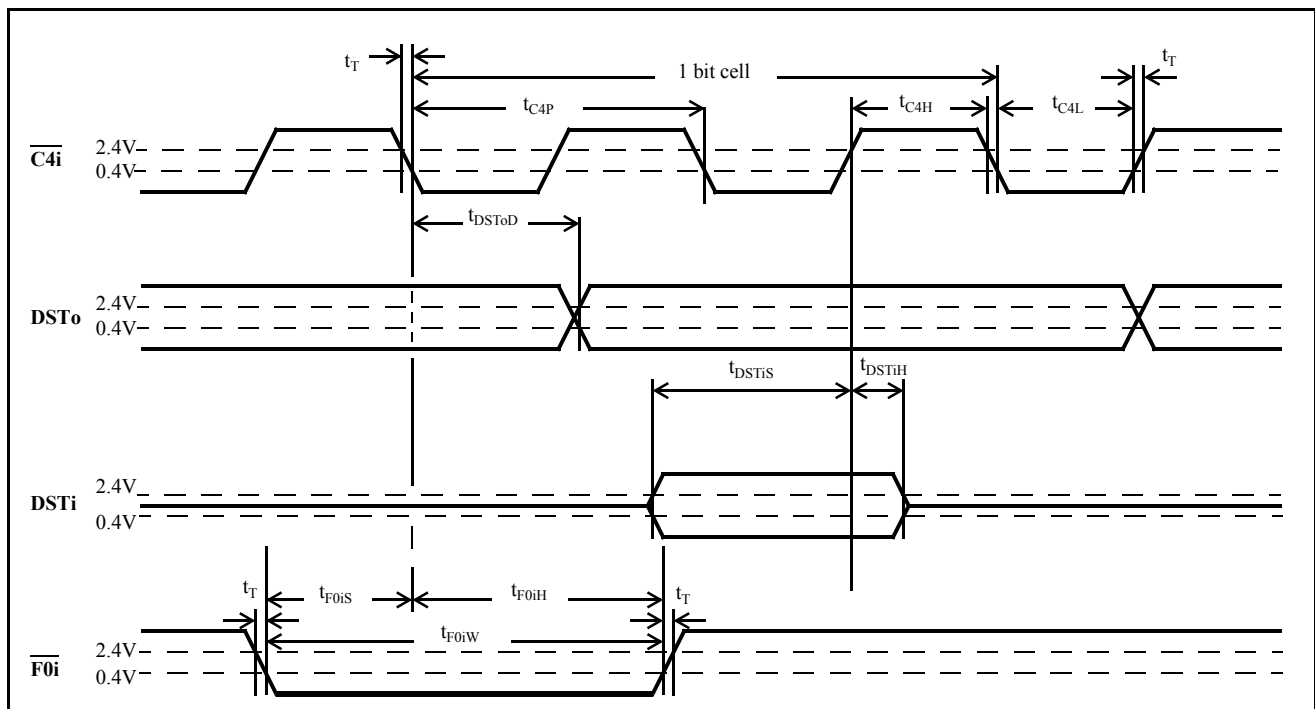 tT
1 bit cell
tT
tC4P
tC4H
tC4L
C4i
2.4V
0.4V
tDSToD
DSTo
2.4V
0.4V
tDSTiS
tDSTiH
DSTi
2.4V
0.4V
tT
tF0iS
tF0iH
tT
tF0iW
F0i
2.4V
0.4V